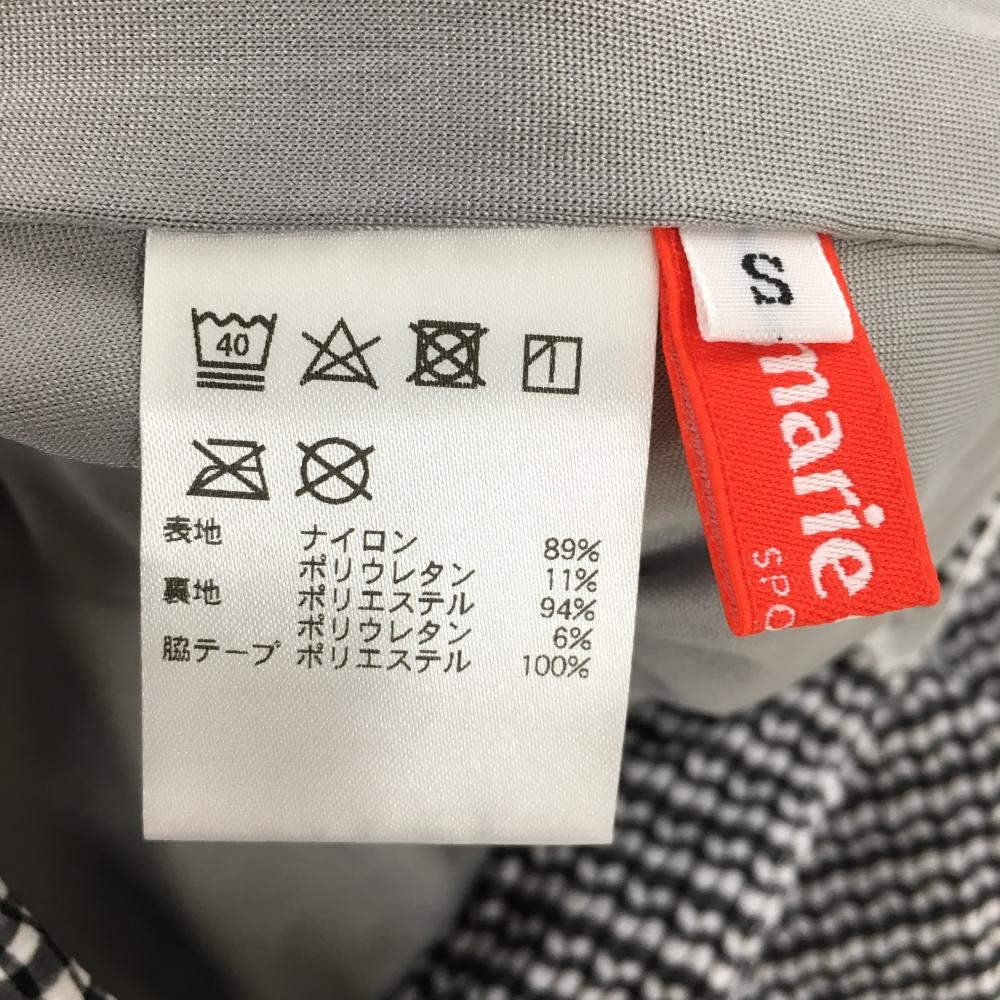 40
表地 ナイロン 89%
ポリウレタン 11%
裏地 ポリエステル 94%
ポリウレタン 6%
脇テープ ポリエステル 100%
S
marie
SPO